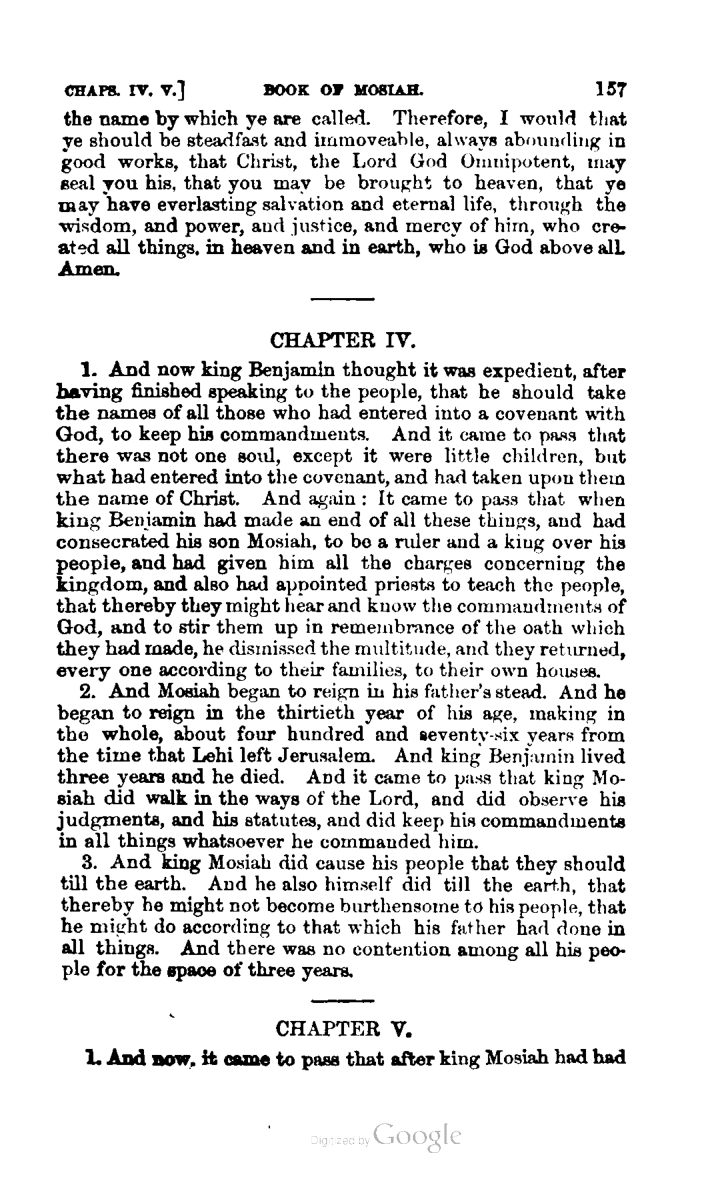 CHAPS. IV. V.] BOOK OF MOSIAH. 157
the name by which ye are called. Therefore, I would that
ye should be steadfast and immoveable, always abounding in
good works, that Christ, the Lord God Omnipotent, may
seal you his, that you may be brought to heaven, that ye
may have everlasting salvation and eternal life, through the
wisdom, and power, and justice, and mercy of him, who cre-
ated all things, in heaven and in earth, who is God above all.
Amen.
CHAPTER IV.
1. And now king Benjamin thought it was expedient, after
having finished speaking to the people, that he should take
the names of all those who had entered into a covenant with
God, to keep his commandments. And it came to pass that
there was not one soul, except it were little children, but
what had entered into the covenant, and had taken upon them
the name of Christ. And again: It came to pass that when
king Benjamin had made an end of all these things, and had
consecrated his son Mosiah, to be a ruler and a king over his
people, and had given him all the charges concerning the
kingdom, and also had appointed priests to teach the people,
that thereby they might hear and know the commandments of
God, and to stir them up in remembrance of the oath which
they had made, he dismissed the multitude, and they returned,
every one according to their families, to their own houses.
2. And Mosiah began to reign in his father's stead. And he
began to reign in the thirtieth year of his age, making in
the whole, about four hundred and seventy-six years from
the time that Lehi left Jerusalem. And king Benjamin lived
three years and he died. And it came to pass that king Mo-
siah did walk in the ways of the Lord, and did observe his
judgments, and his statutes, and did keep his commandments
in all things whatsoever he commanded him.
3. And king Mosiah did cause his people that they should
till the earth. And he also himself did till the earth, that
thereby he might not become burthensome to his people, that
he might do according to that which his father had done in
all things. And there was no contention among all his peo-
ple for the space of three years.
CHAPTER V.
1. And now, it came to pass that after king Mosiah had had
Digitized by Google